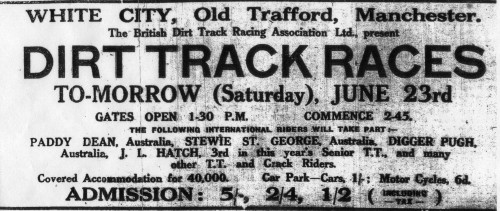 WHITE CITY, Old Trafford, Manchester.
The British Dirt Track Racing Association Ltd., present
DIRT TRACK RACES
TO-MORROW (Saturday), JUNE 23rd
GATES OPEN 1-30 P.M. COMMENCE 2-45.
THE FOLLOWING INTERNATIONAL RIDERS WILL TAKE PART:—
PADDY DEAN, Australia, STEWIE ST. GEORGE, Australia, DIGGER PUGH,
Australia, J. L. HATCH, 3rd in this year's Senior T.T., and many
other T.T. and Crack Riders.
Covered Accommodation for 40,000. Car Park—Cars, 1/-; Motor Cycles, 6d.
ADMISSION: 5/-, 2/4, 1/2 (INCLUDING TAX)